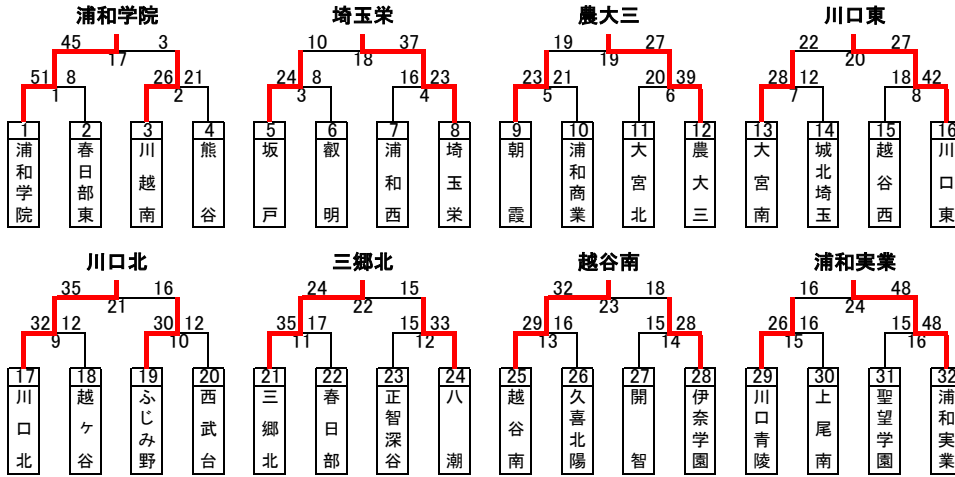 浦和学院 埼玉栄 農大三 川口東
45 3 10 37 19 27 22 27
17 18 19 20
51 8 26 21 24 8 16 23 23 21 20 39 28 12 18 42
1 2 3 4 5 6 7 8
1 2 3 4 5 6 7 8 9 10 11 12 13 14 15 16
浦和学院 春日部東 川越南 熊谷 坂戸 叡明 浦和西 埼玉栄 朝霞 浦和商業 大宮北 農大三 大宮南 城北埼玉 越谷西 川口東
川口北 三郷北 越谷南 浦和実業
35 16 24 15 32 18 16 48
21 22 23 24
32 12 30 12 35 17 15 33 29 16 15 28 26 16 15 48
9 10 11 12 13 14 15 16
17 18 19 20 21 22 23 24 25 26 27 28 29 30 31 32
川口北 越ヶ谷 ふじみ野 西武台 三郷北 春日部 正智深谷 八潮 越谷南 久喜北陽 開智 伊奈学園 川口青陵 上尾南 聖望学園 浦和実業